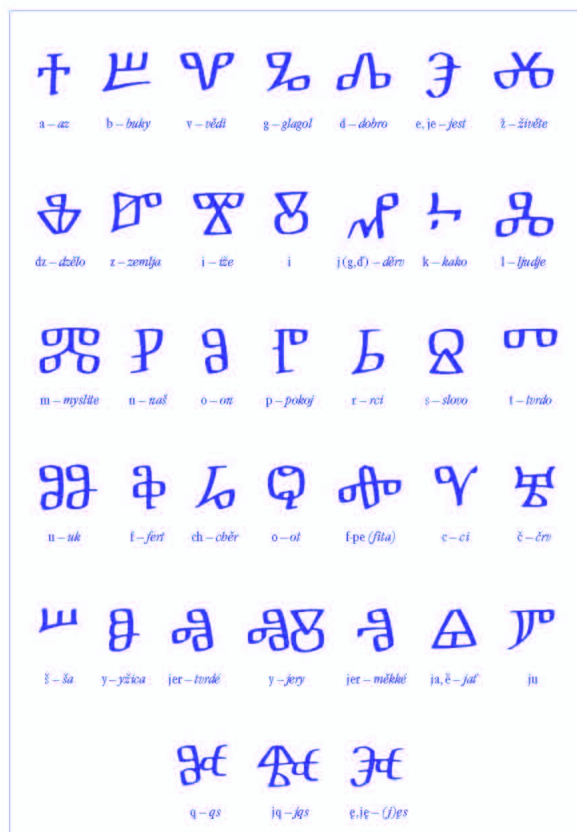 Ⰰ Ⰱ Ⰲ Ⰳ Ⰴ Ⰵ Ⰶ
a – az b – buky v – vědi g – glagol d – dobro e, je – jest ž – živěte
Ⰷ Ⰸ Ⰹ Ⰻ Ⰼ Ⰽ Ⰾ
dz – dzělo z – zemlja i – iže i j (g,ď) – děrv k – kako l – ljudje
Ⰿ Ⱀ Ⱁ Ⱂ Ⱃ Ⱄ Ⱅ
m – myslite n – naš o – on p – pokoj r – rci s – slovo t – tvrdo
Ⱆ Ⱇ Ⱈ Ⱉ Ⱚ Ⱌ Ⱍ
u – uk f – fert ch – chěr o – ot f-pe (fita) c – ci č – črv
Ⱎ Ⱛ Ⱏ ⰟⰋ Ⱐ Ⱑ Ⱓ
š – ša y – yžica jer – tvrdé y – jery jer – měkké ja, ě – jať ju
Ⱘ Ⱙ Ⱗ
ǫ – ǫs jǫ – jǫs ę, ję – (j)ęs